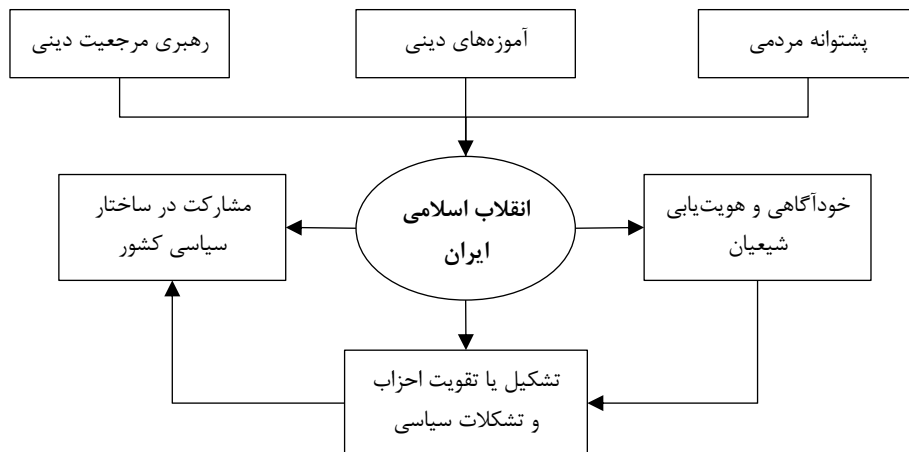 پشتوانه مردمی
آموزه‌های دینی
رهبری مرجعیت دینی
انقلاب اسلامی
ایران
خودآگاهی و هویت‌یابی
شیعیان
مشارکت در ساختار
سیاسی کشور
تشکیل یا تقویت احزاب
و تشکلات سیاسی